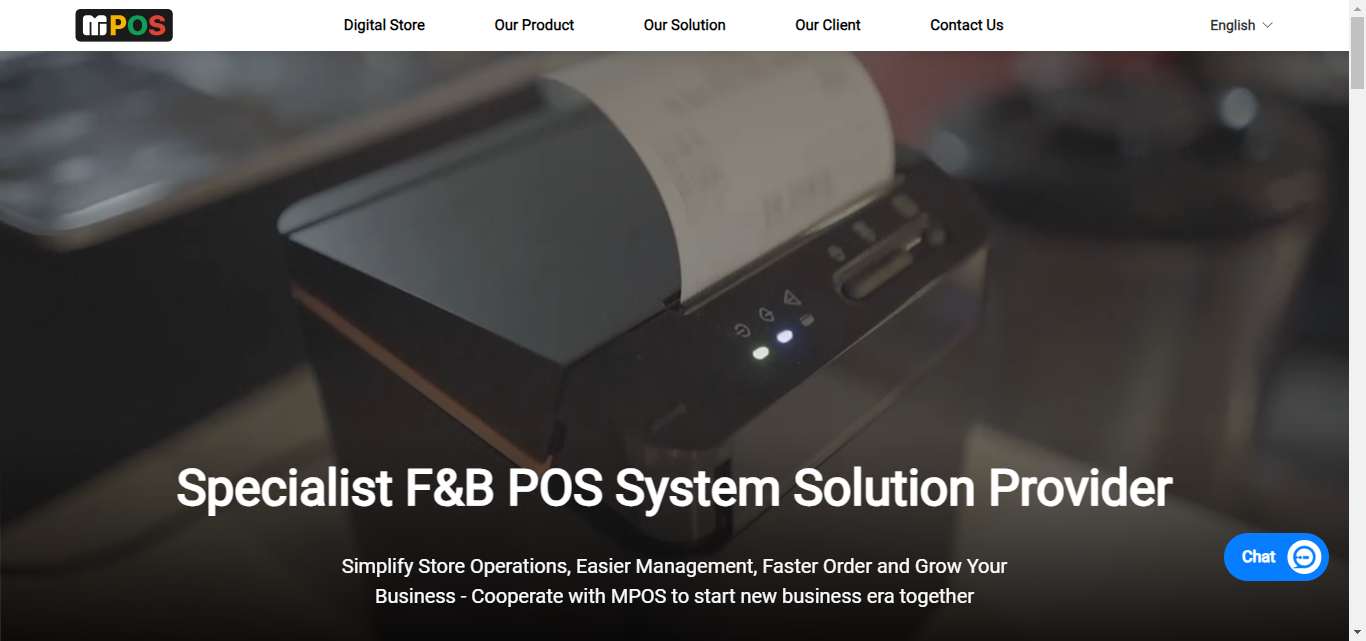 MPOS
Digital Store
Our Product
Our Solution
Our Client
Contact Us
English
Specialist F&B POS System Solution Provider
Simplify Store Operations, Easier Management, Faster Order and Grow Your
Business - Cooperate with MPOS to start new business era together
Chat